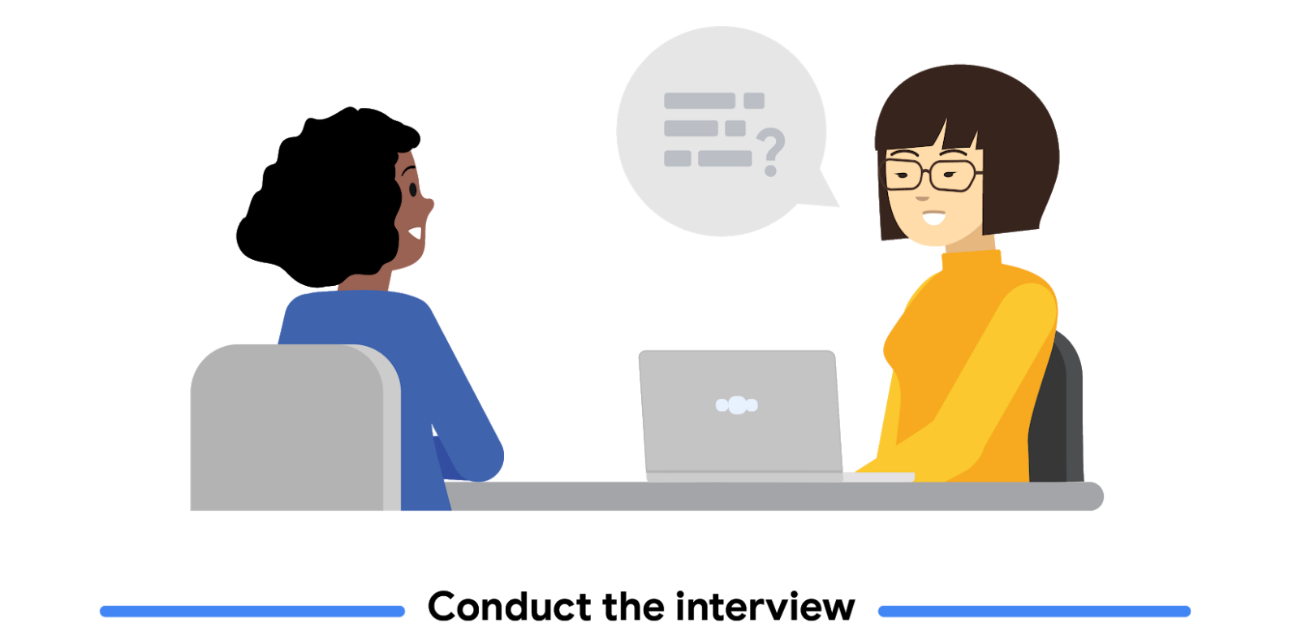 ?
Conduct the interview